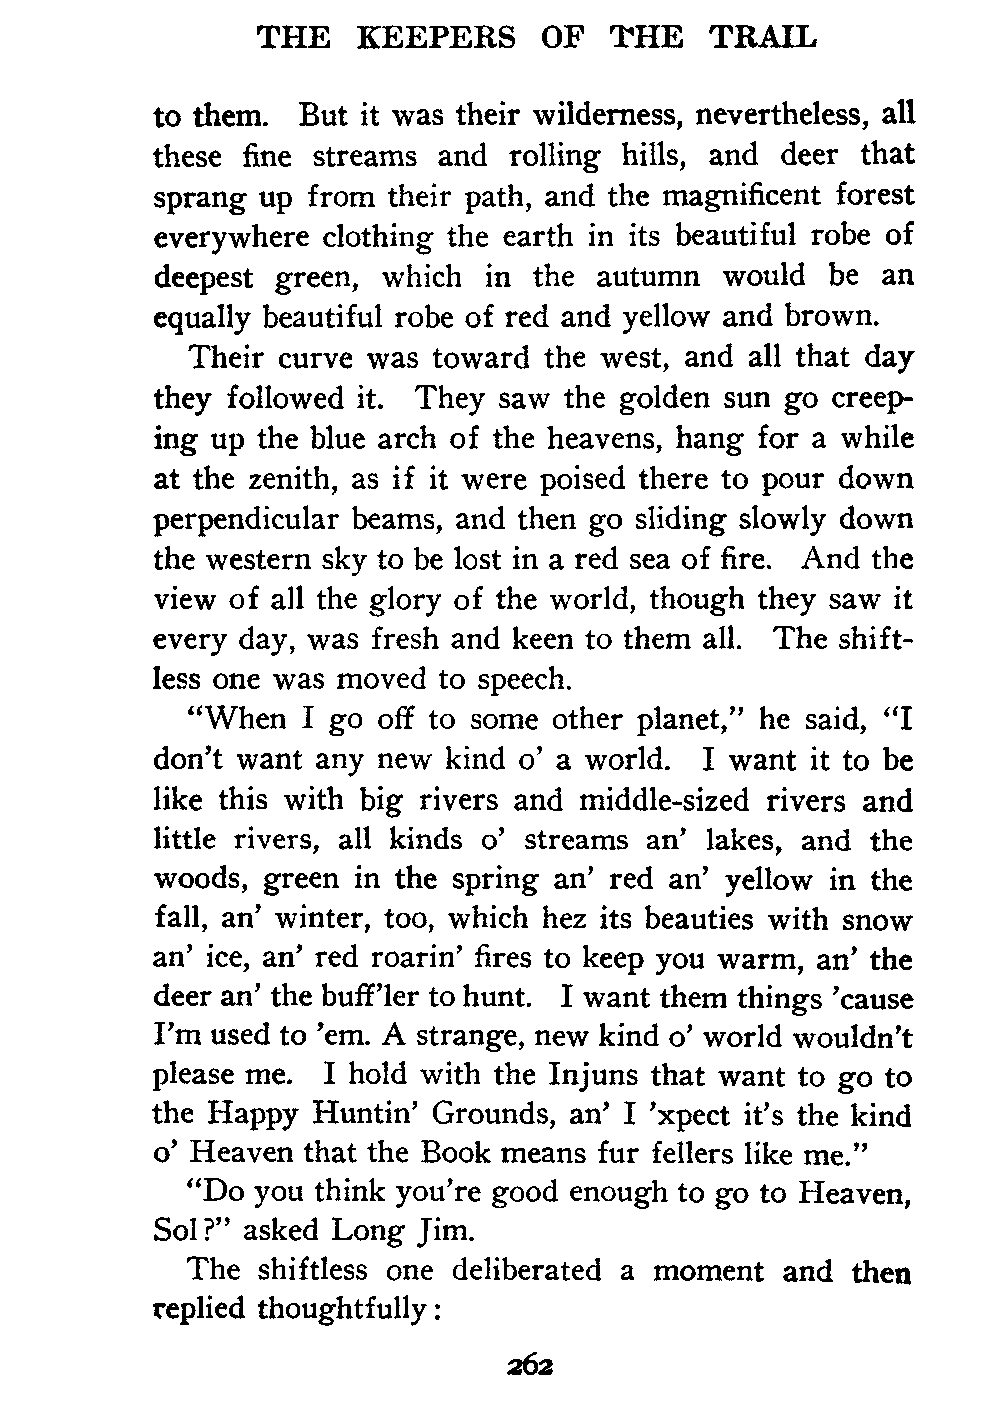 THE KEEPERS OF THE TRAIL
to them. But it was their wilderness, nevertheless, all
these fine streams and rolling hills, and deer that
sprang up from their path, and the magnificent forest
everywhere clothing the earth in its beautiful robe of
deepest green, which in the autumn would be an
equally beautiful robe of red and yellow and brown.
Their curve was toward the west, and all that day
they followed it. They saw the golden sun go creep-
ing up the blue arch of the heavens, hang for a while
at the zenith, as if it were poised there to pour down
perpendicular beams, and then go sliding slowly down
the western sky to be lost in a red sea of fire. And the
view of all the glory of the world, though they saw it
every day, was fresh and keen to them all. The shift-
less one was moved to speech.
“When I go off to some other planet,” he said, “I
don’t want any new kind o’ a world. I want it to be
like this with big rivers and middle-sized rivers and
little rivers, all kinds o’ streams an’ lakes, and the
woods, green in the spring an’ red an’ yellow in the
fall, an’ winter, too, which hez its beauties with snow
an’ ice, an’ red roarin’ fires to keep you warm, an’ the
deer an’ the buff’ler to hunt. I want them things ’cause
I’m used to ’em. A strange, new kind o’ world wouldn’t
please me. I hold with the Injuns that want to go to
the Happy Huntin’ Grounds, an’ I ’xpect it’s the kind
o’ Heaven that the Book means fur fellers like me.”
“Do you think you’re good enough to go to Heaven,
Sol?” asked Long Jim.
The shiftless one deliberated a moment and then
replied thoughtfully:
262